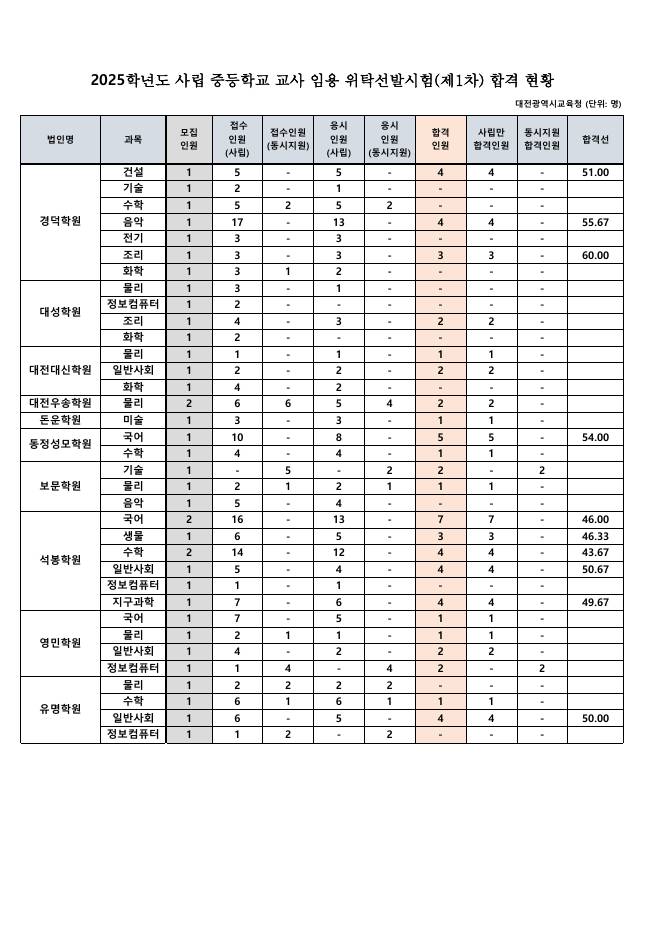 2025학년도 사립 중등학교 교사 임용 위탁선발시험(제1차) 합격 현황
대전광역시교육청 (단위: 명)
법인명 과목 모집인원 접수인원(사립) 접수인원(동시지원) 응시인원(사립) 응시인원(동시지원) 합격인원 사립만합격인원 동시지원합격인원 합격선
경덕학원 건설 1 5 - 5 - 4 4 - 51.00
기술 1 2 - 1 - - - -
수학 1 5 2 5 2 - - -
음악 1 17 - 13 - 4 4 - 55.67
전기 1 3 - 3 - - - -
조리 1 3 - 3 - 3 3 - 60.00
화학 1 3 1 2 - - - -
대성학원 물리 1 3 - 1 - - - -
정보컴퓨터 1 2 - - - - - -
조리 1 4 - 3 - 2 2 -
화학 1 2 - - - - - -
대전대신학원 물리 1 1 - 1 - 1 1 -
일반사회 1 2 - 2 - 2 2 -
화학 1 4 - 2 - - - -
대전우송학원 물리 2 6 6 5 4 2 2 -
돈운학원 미술 1 3 - 3 - 1 1 -
동정성모학원 국어 1 10 - 8 - 5 5 - 54.00
수학 1 4 - 4 - 1 1 -
보문학원 기술 1 - 5 - 2 2 - 2
물리 1 2 1 2 1 1 1 -
음악 1 5 - 4 - - - -
석봉학원 국어 2 16 - 13 - 7 7 - 46.00
생물 1 6 - 5 - 3 3 - 46.33
수학 2 14 - 12 - 4 4 - 43.67
일반사회 1 5 - 4 - 4 4 - 50.67
정보컴퓨터 1 1 - 1 - - - -
지구과학 1 7 - 6 - 4 4 - 49.67
영민학원 국어 1 7 - 5 - 1 1 -
물리 1 2 1 1 - 1 1 -
일반사회 1 4 - 2 - 2 2 -
정보컴퓨터 1 1 4 - 4 2 - 2
유명학원 물리 1 2 2 2 2 - - -
수학 1 6 1 6 1 1 1 -
일반사회 1 6 - 5 - 4 4 - 50.00
정보컴퓨터 1 1 2 - 2 - - -